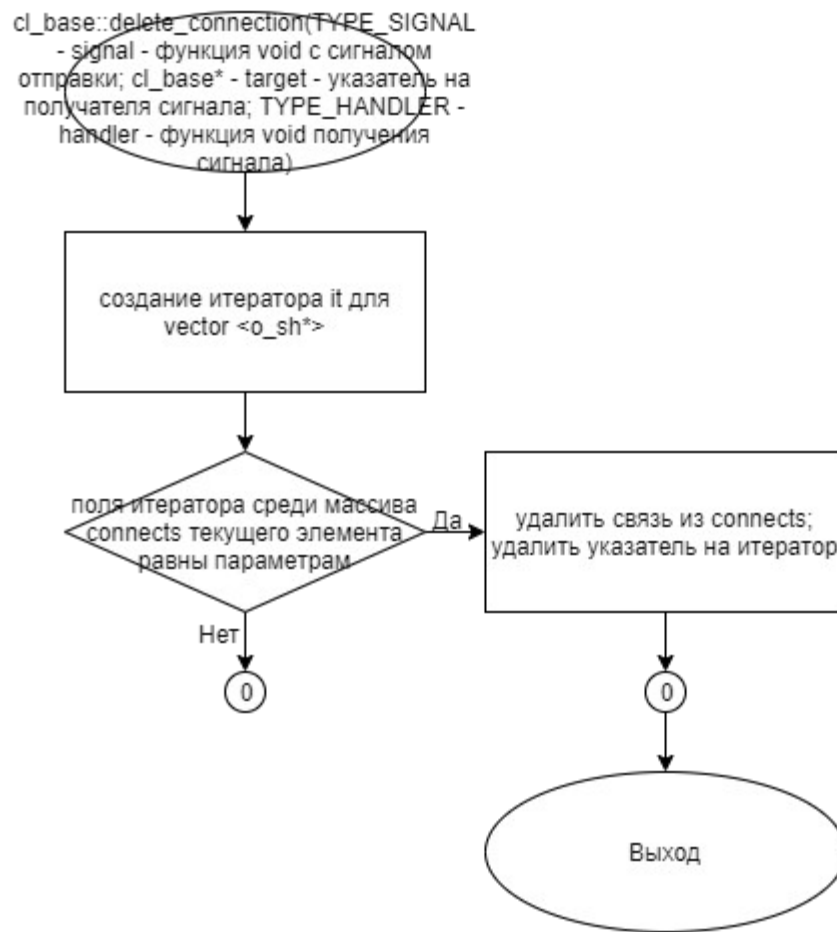 cl_base::delete_connection(TYPE_SIGNAL
- signal - функция void с сигналом
отправки; cl_base* - target - указатель на
получателя сигнала; TYPE_HANDLER -
handler - функция void получения
сигнала)
создание итератора it для
vector <o_sh*>
поля итератора среди массива
connects текущего элемента
равны параметрам
Да
удалить связь из connects;
удалить указатель на итератор
Нет
0
0
Выход